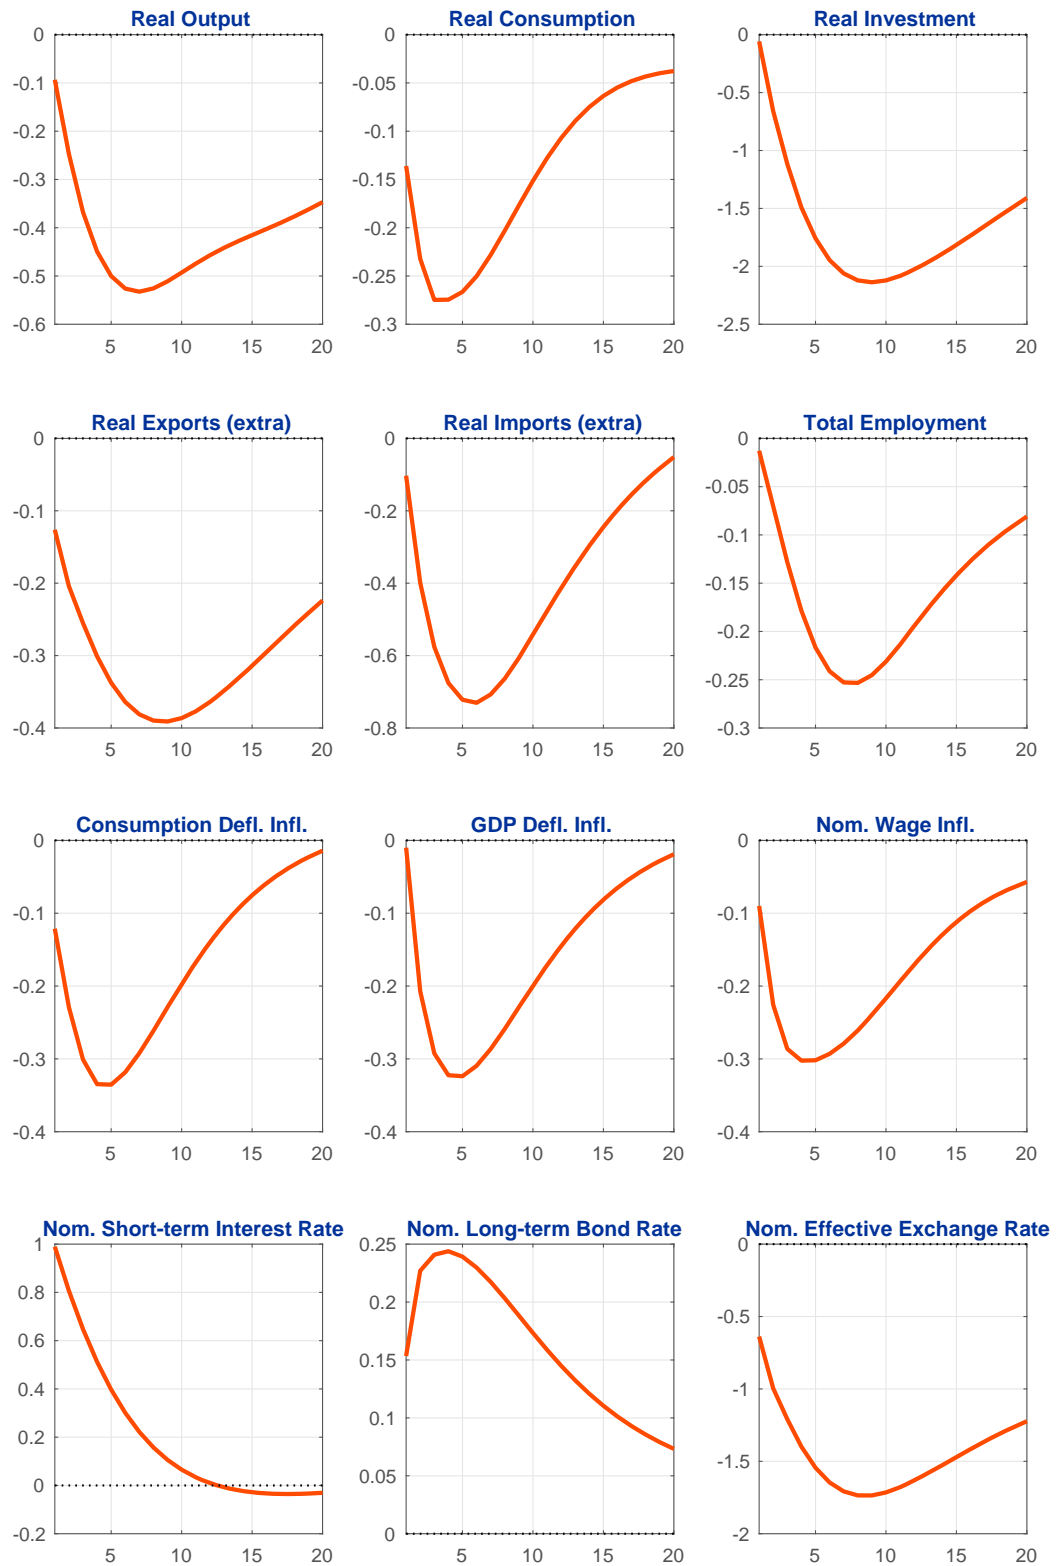 Real Output
0
-0.1
-0.2
-0.3
-0.4
-0.5
-0.6
5 10 15 20
Real Consumption
0
-0.05
-0.1
-0.15
-0.2
-0.25
-0.3
5 10 15 20
Real Investment
0
-0.5
-1
-1.5
-2
-2.5
5 10 15 20
Real Exports (extra)
0
-0.1
-0.2
-0.3
-0.4
5 10 15 20
Real Imports (extra)
0
-0.2
-0.4
-0.6
-0.8
5 10 15 20
Total Employment
0
-0.05
-0.1
-0.15
-0.2
-0.25
-0.3
5 10 15 20
Consumption Defl. Infl.
0
-0.1
-0.2
-0.3
-0.4
5 10 15 20
GDP Defl. Infl.
0
-0.1
-0.2
-0.3
-0.4
5 10 15 20
Nom. Wage Infl.
0
-0.1
-0.2
-0.3
-0.4
5 10 15 20
Nom. Short-term Interest Rate
1
0.8
0.6
0.4
0.2
0
-0.2
5 10 15 20
Nom. Long-term Bond Rate
0.25
0.2
0.15
0.1
0.05
0
5 10 15 20
Nom. Effective Exchange Rate
0
-0.5
-1
-1.5
-2
5 10 15 20